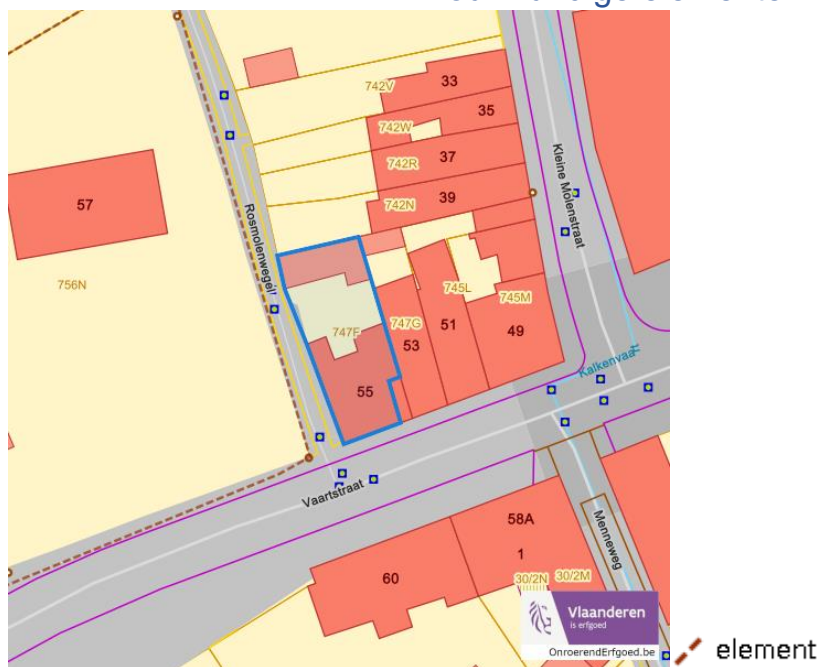 33
742V
35
742W
37
742R
39
742N
57
Rosmolenwegel
Kleine Molenstraat
756N
745L
745M
747F
747G
51
53
49
55
Kalkenvaa
Vaartstraat
58A
1
Menneweg
60
30/2N
30/2M
Vlaanderen
is erfgoed
OnroerendErfgoed.be
element